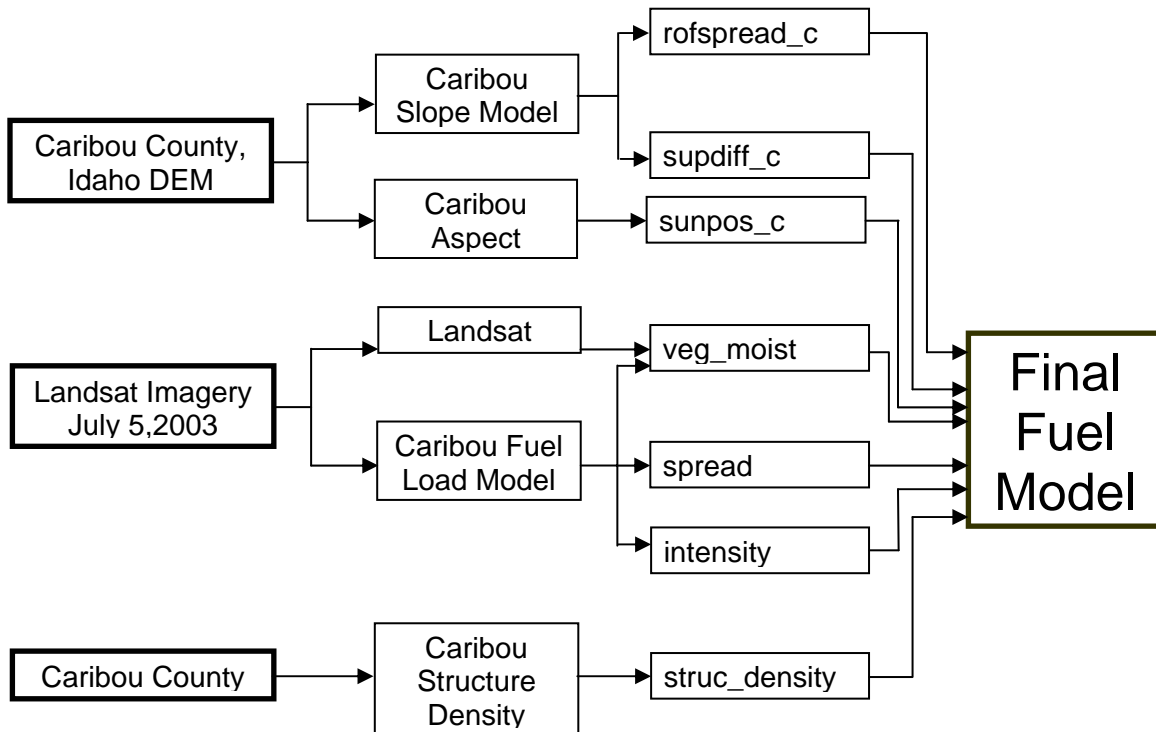 Caribou County,
Idaho DEM
Caribou
Slope Model
Caribou
Aspect
rofspread_c
supdiff_c
sunpos_c
Landsat Imagery
July 5,2003
Landsat
Caribou Fuel
Load Model
veg_moist
spread
intensity
Caribou County
Caribou
Structure
Density
struc_density
Final
Fuel
Model